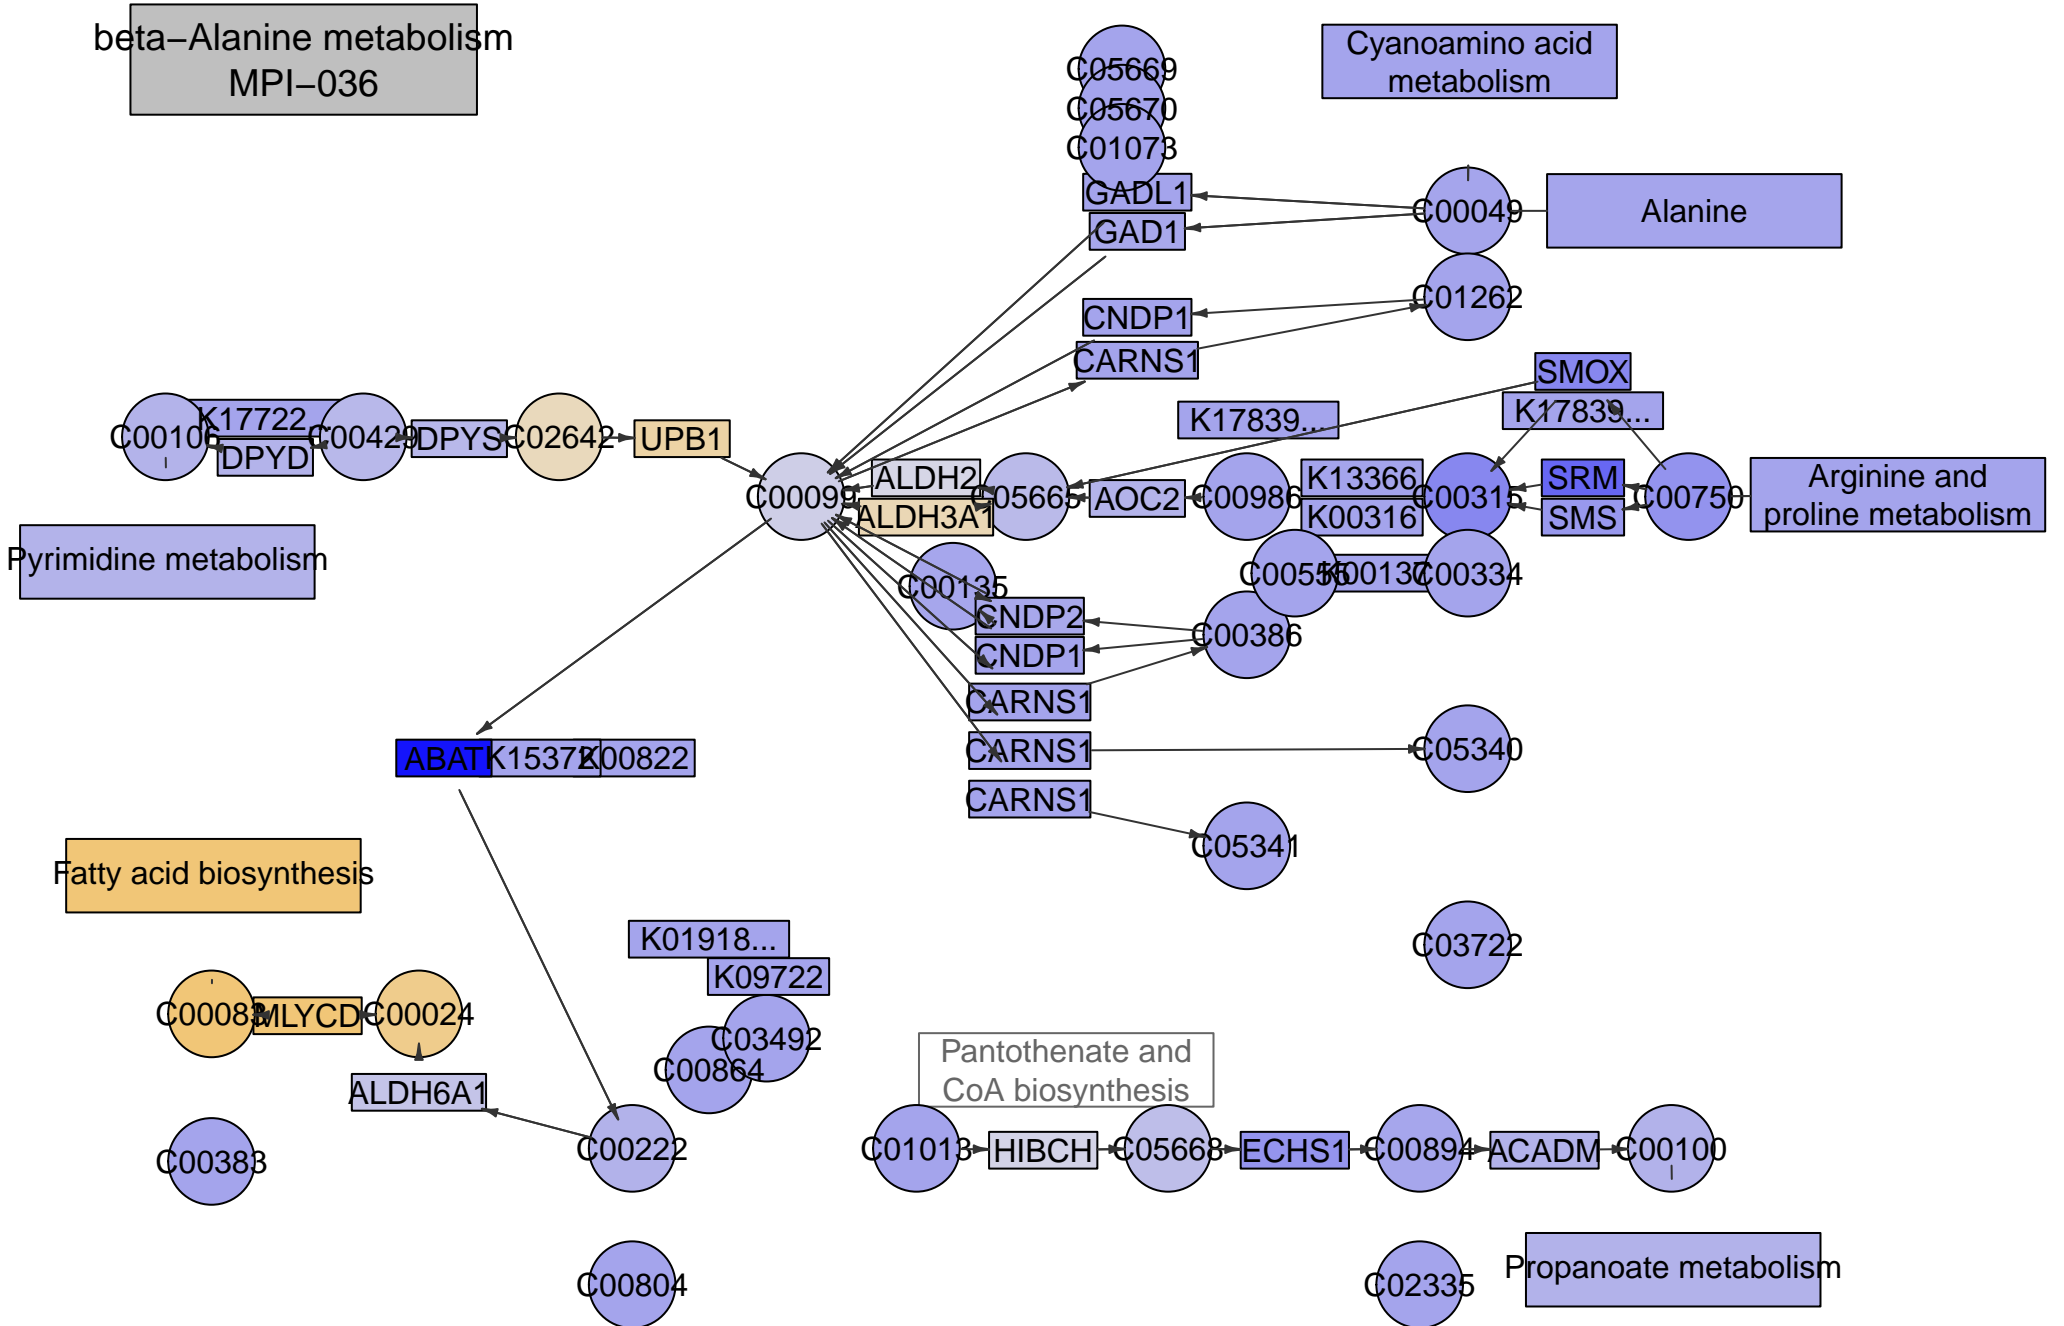 beta−Alanine metabolism
MPI−036
Cyanoamino acid
metabolism
C05669
C05670
C01073
GADL1
GAD1
C00049
Alanine
C01262
CNDP1
CARNS1
SMOX
K17839...
K17839...
C00106
K17722
DPYD
C00429
DPYS
C02642
UPB1
C00099
ALDH2
ALDH3A1
C05665
AOC2
C00986
K13366
K00316
C00315
SRM
SMS
C00750
Arginine and
proline metabolism
Pyrimidine metabolism
C00135
C00555
K00137
C00334
CNDP2
CNDP1
C00386
CARNS1
CARNS1
CARNS1
C05340
C05341
ABAT
K15372
K00822
Fatty acid biosynthesis
K01918...
K09722
C03722
C00083
MLYCD
C00024
C03492
C00864
ALDH6A1
Pantothenate and
CoA biosynthesis
C00383
C00222
C01013
HIBCH
C05668
ECHS1
C00894
ACADM
C00100
C00804
C02335
Propanoate metabolism